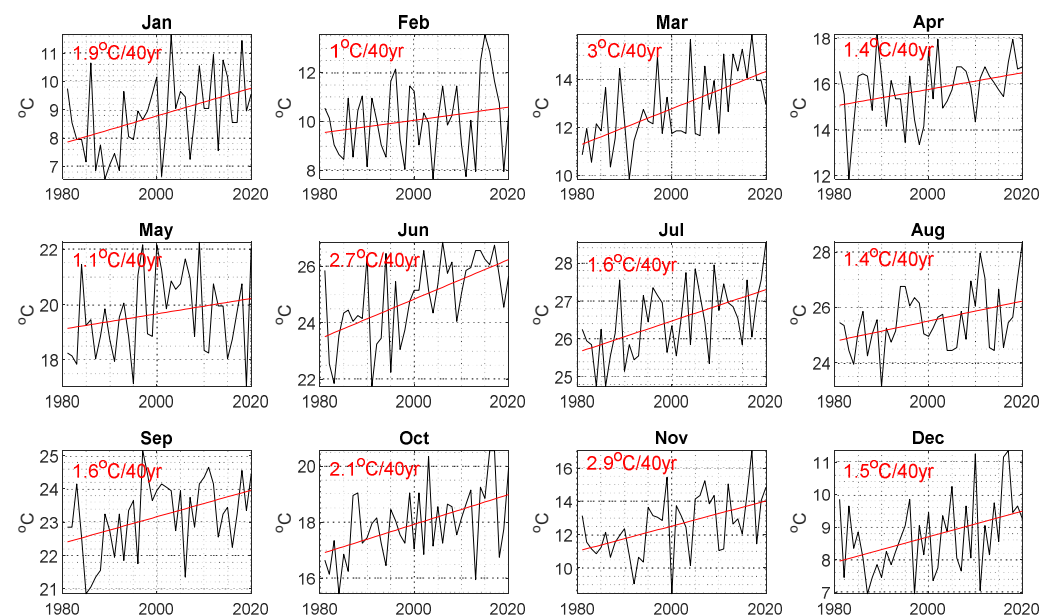 Jan Feb Mar Apr
1.9°C/40yr 1°C/40yr 3°C/40yr 1.4°C/40yr
°C
11
10
9
8
7
1980 2000 2020
12
10
8
1980 2000 2020
°C
14
12
10
1980 2000 2020
°C
18
16
14
12
1980 2000 2020
May Jun Jul Aug
1.1°C/40yr 2.7°C/40yr 1.6°C/40yr 1.4°C/40yr
°C
22
20
18
1980 2000 2020
26
24
22
1980 2000 2020
°C
28
27
26
25
1980 2000 2020
°C
28
26
24
1980 2000 2020
Sep Oct Nov Dec
1.6°C/40yr 2.1°C/40yr 2.9°C/40yr 1.5°C/40yr
°C
25
24
23
22
21
1980 2000 2020
°C
20
18
16
1980 2000 2020
°C
16
14
12
10
1980 2000 2020
°C
11
10
9
8
7
1980 2000 2020